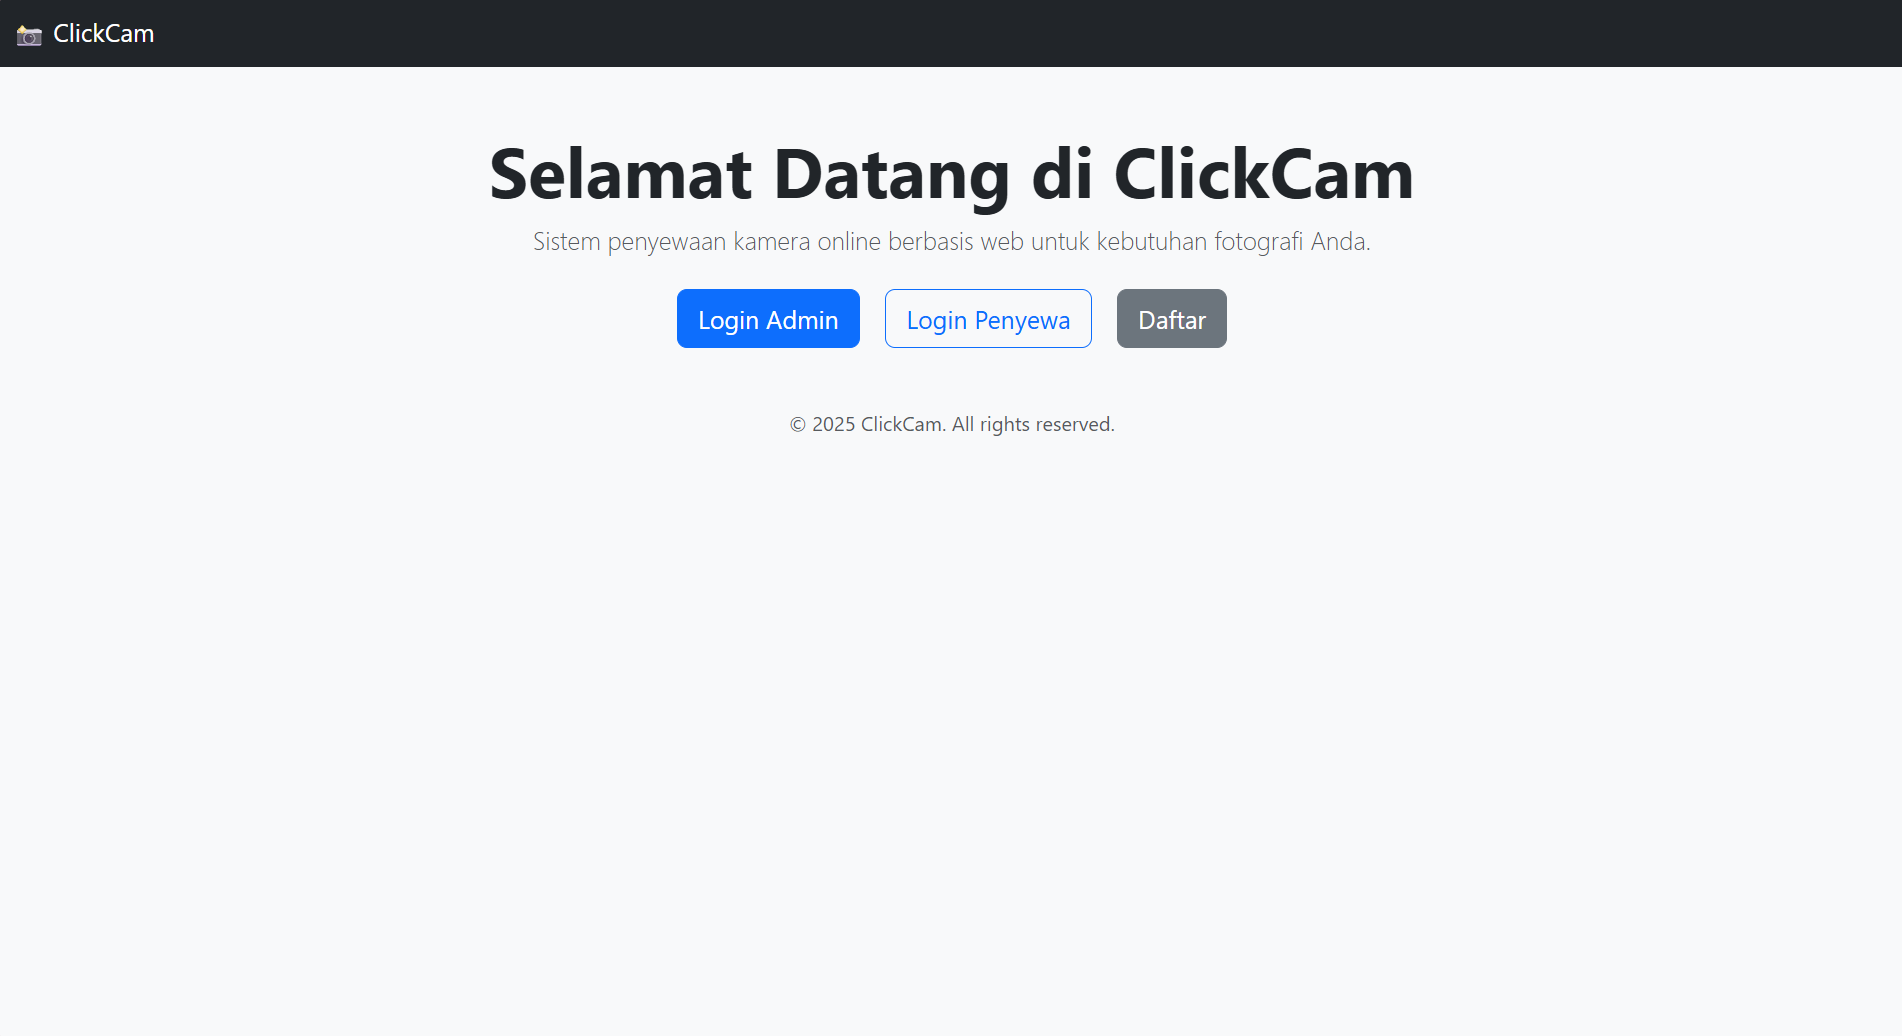 ClickCam
Selamat Datang di ClickCam
Sistem penyewaan kamera online berbasis web untuk kebutuhan fotografi Anda.
Login Admin
Login Penyewa
Daftar
© 2025 ClickCam. All rights reserved.